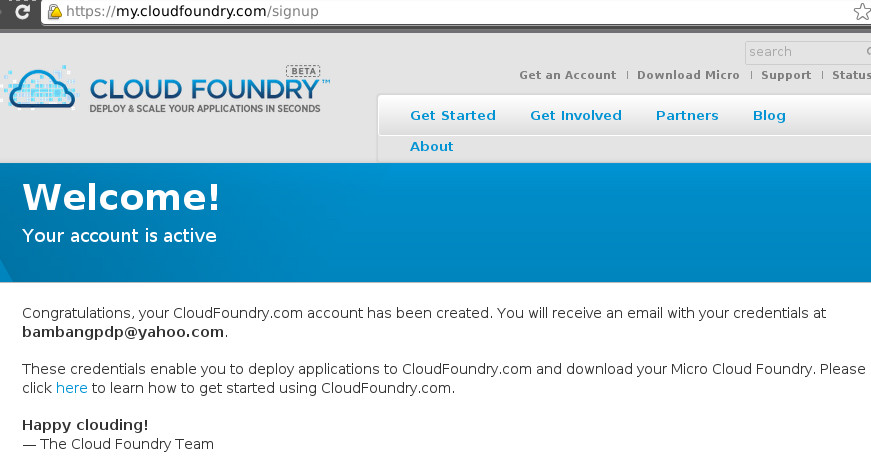 https://my.cloudfoundry.com/signup
search
BETA
CLOUD FOUNDRY™
DEPLOY & SCALE YOUR APPLICATIONS IN SECONDS
Get an Account | Download Micro | Support | Status
Get Started Get Involved Partners Blog
About
Welcome!
Your account is active
Congratulations, your CloudFoundry.com account has been created. You will receive an email with your credentials at
bambangpdp@yahoo.com.
These credentials enable you to deploy applications to CloudFoundry.com and download your Micro Cloud Foundry. Please
click here to learn how to get started using CloudFoundry.com.
Happy clouding!
— The Cloud Foundry Team